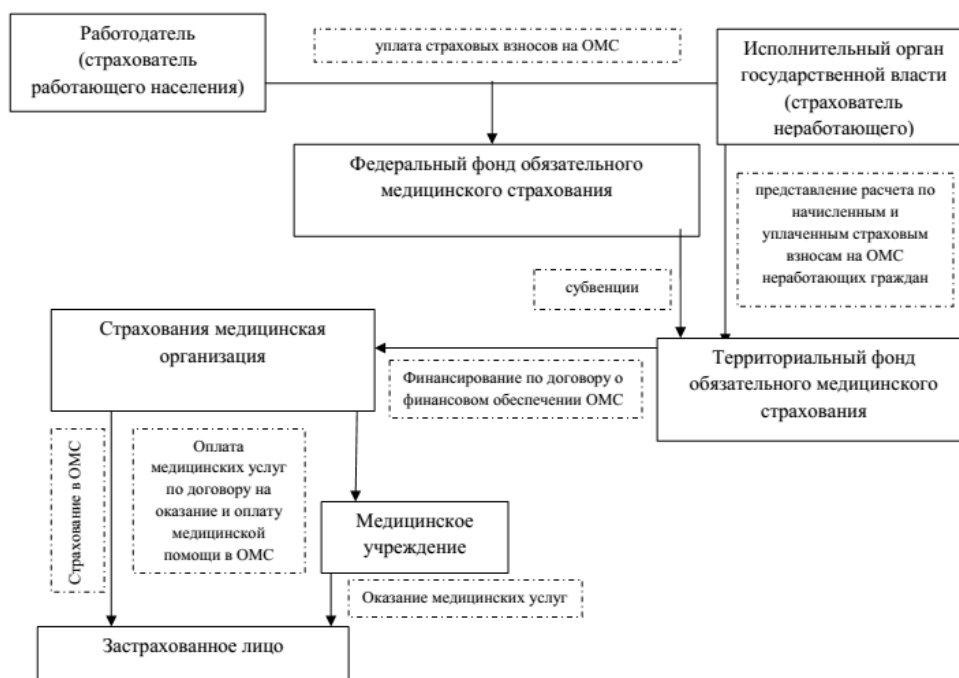 Работодатель
(страхователь
работающего населения)
уплата страховых взносов на ОМС
Исполнительный орган
государственной власти
(страхователь
неработающего)
Федеральный фонд обязательного
медицинского страхования
представление расчета по
начисленным и
уплаченным страховым
взносам на ОМС
неработающих граждан
субвенции
Страхования медицинская
организация
Территориальный фонд
обязательного медицинского
страхования
Финансирование по договору о
финансовом обеспечении ОМС
Страхование в ОМС
Оплата
медицинских услуг
по договору на
оказание и оплату
медицинской
помощи в ОМС
Медицинское
учреждение
Оказание медицинских услуг
Застрахованное лицо